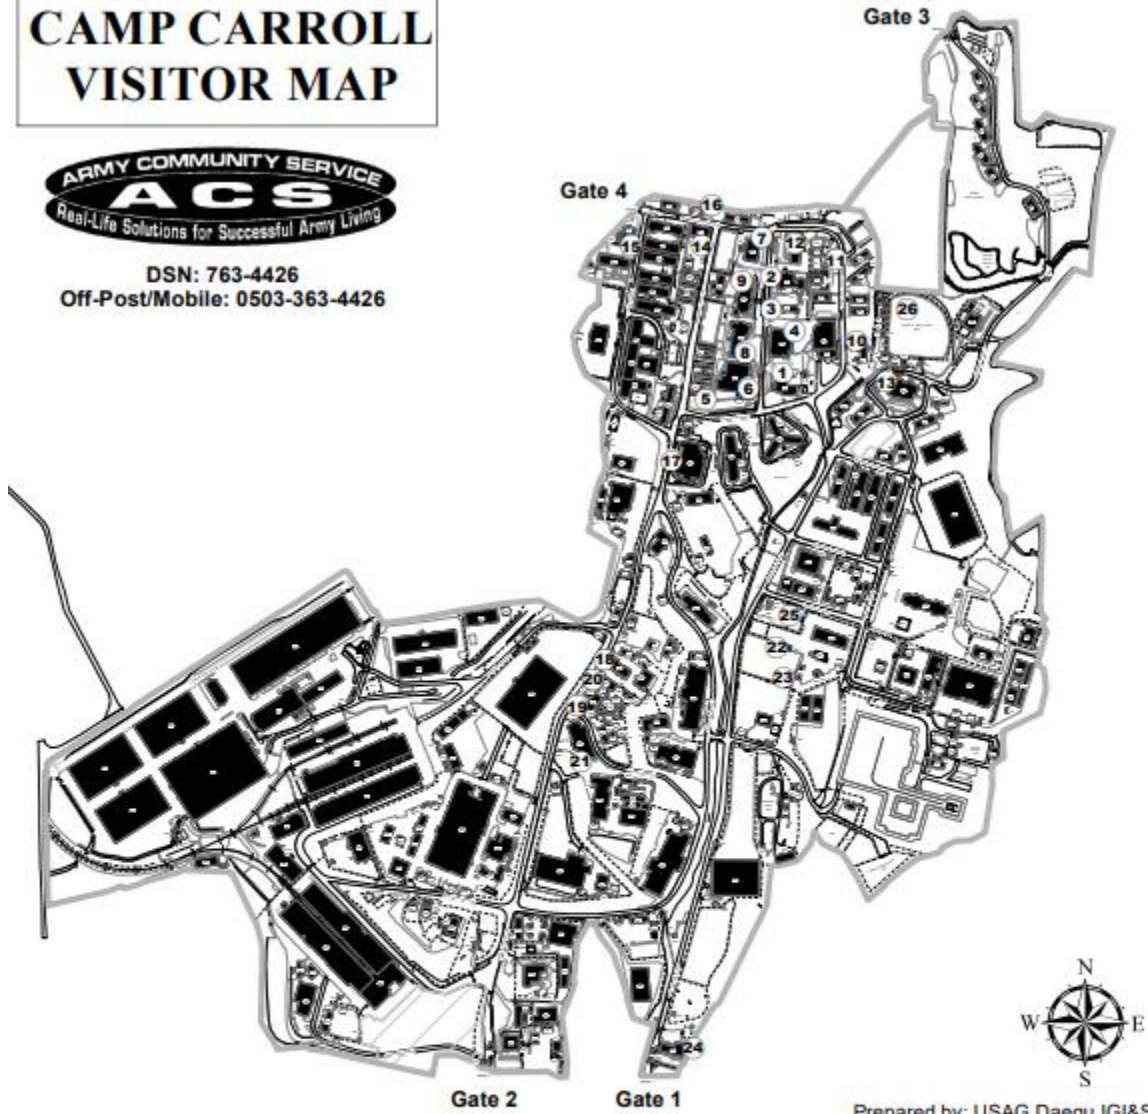 CAMP CARROLL
VISITOR MAP
ARMY COMMUNITY SERVICE
ACS
Real-Life Solutions for Successful Army Living
DSN: 763-4426
Off-Post/Mobile: 0503-363-4426
Gate 3
Gate 4
16
15
14
7
12
11
9
2
3
26
4
10
8
1
13
5
6
17
25
22
18
20
23
19
21
24
N
W
E
S
Gate 2
Gate 1
Prepared by: USAG Daegu IGI&S